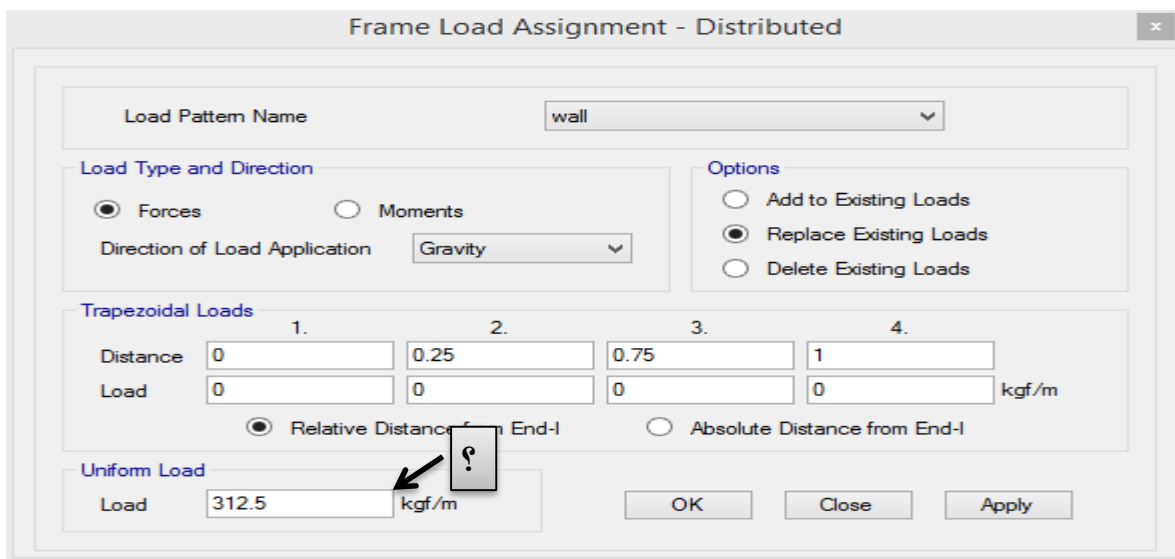 Frame Load Assignment - Distributed
x
Load Pattern Name wall
Load Type and Direction
Forces Moments
Direction of Load Application Gravity
Options
Add to Existing Loads
Replace Existing Loads
Delete Existing Loads
Trapezoidal Loads
1. 2. 3. 4.
Distance 0 0.25 0.75 1
Load 0 0 0 0 kgf/m
Relative Distance from End-I Absolute Distance from End-I
؟
Uniform Load
Load 312.5 kgf/m
OK Close Apply